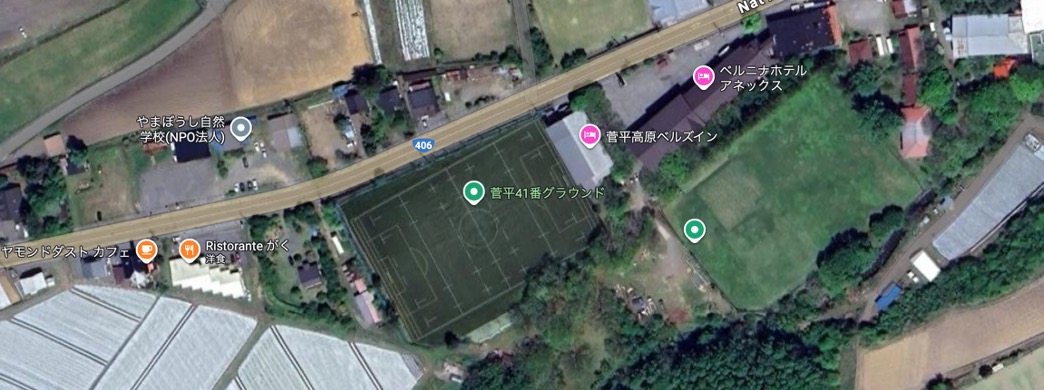 Nat
ベルニナホテル
アネックス
やまぼうし自然
学校(NPO法人)
406
菅平高原ベルズイン
菅平41番グラウンド
ヤモンドダスト カフェ
Ristorante がく
洋食